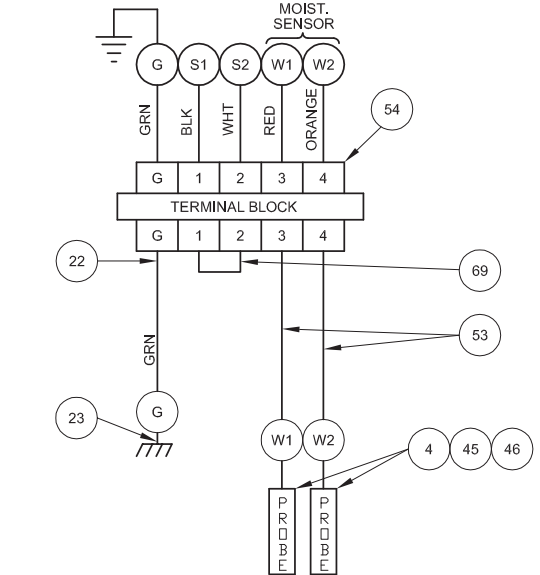 MOIST.
SENSOR
G S1 S2 W1 W2
GRN BLK WHT RED ORANGE
54
G 1 2 3 4
TERMINAL BLOCK
G 1 2 3 4
22
69
53
GRN
G
23
W1 W2
4 45 46
PROBE PROBE